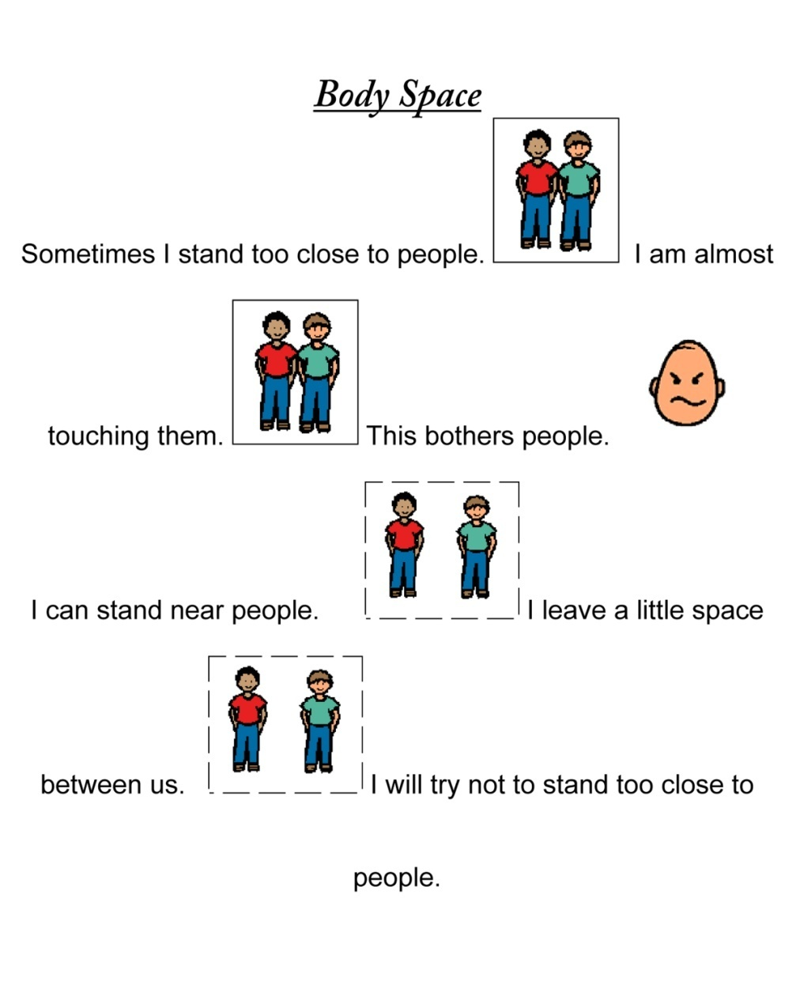 Body Space
Sometimes I stand too close to people. I am almost
touching them. This bothers people.
I can stand near people. I leave a little space
between us. I will try not to stand too close to
people.